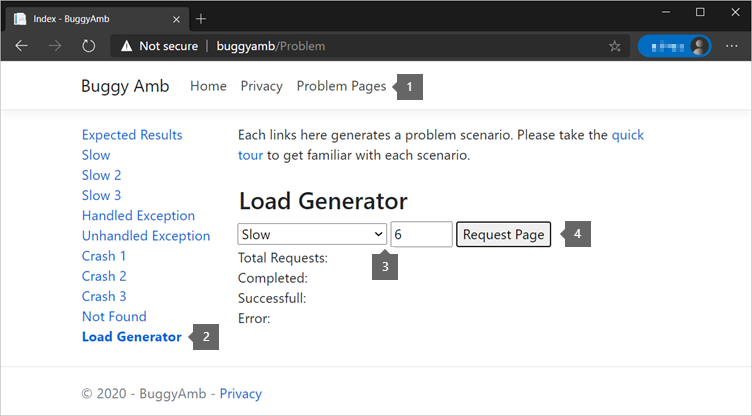 Index - BuggyAmb
Not secure | buggyamb/Problem
Buggy Amb Home Privacy Problem Pages 1
Expected Results
Slow
Slow 2
Slow 3
Handled Exception
Unhandled Exception
Crash 1
Crash 2
Crash 3
Not Found
Load Generator 2
Each links here generates a problem scenario. Please take the quick
tour to get familiar with each scenario.
Load Generator
Slow 6 Request Page 4
3
Total Requests:
Completed:
Successfull:
Error:
© 2020 - BuggyAmb - Privacy